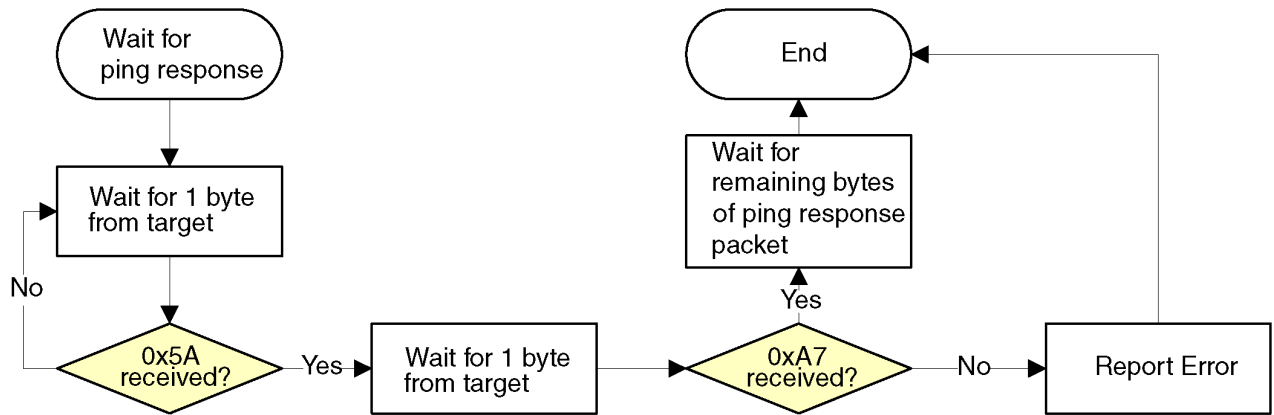 Wait for
ping response
Wait for 1 byte
from target
No
0x5A
received?
Yes
Wait for 1 byte
from target
0xA7
received?
Yes
Wait for
remaining bytes
of ping response
packet
End
No
Report Error